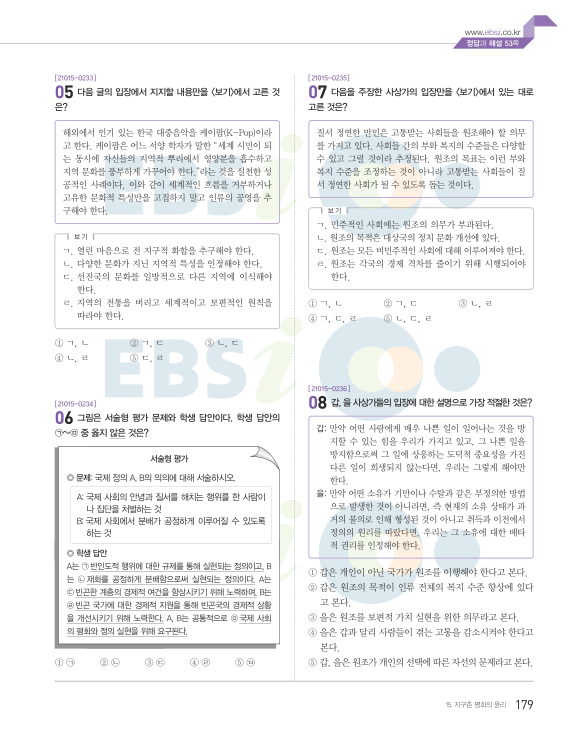 www.ebsi.co.kr
정답과 해설 53쪽
[21015-0233]
05 다음 글의 입장에서 지지할 내용만을 <보기>에서 고른 것
은?
해외에서 인기 있는 한국 대중음악을 케이팝(K-Pop)이라
고 한다. 케이팝은 어느 서양 학자가 말한 “세계 시민이 되
는 동시에 자신들의 지역적 뿌리에서 영양분을 흡수하고
지역 문화를 풍부하게 가꾸어야 한다.”라는 것을 실천한 성
공적인 사례이다. 이와 같이 세계적인 흐름을 거부하거나
고유한 문화적 특성만을 고집하지 말고 인류의 공영을 추
구해야 한다.
보기
ㄱ. 열린 마음으로 전 지구적 화합을 추구해야 한다.
ㄴ. 다양한 문화가 지닌 지역적 특성을 인정해야 한다.
ㄷ. 선진국의 문화를 일방적으로 다른 지역에 이식해야
한다.
ㄹ. 지역의 전통을 버리고 세계적이고 보편적인 원칙을
따라야 한다.
① ㄱ, ㄴ ② ㄱ, ㄷ ③ ㄴ, ㄷ
④ ㄴ, ㄹ ⑤ ㄷ, ㄹ
[21015-0234]
06 그림은 서술형 평가 문제와 학생 답안이다. 학생 답안의
㉠~㉤ 중 옳지 않은 것은?
서술형 평가
◎ 문제: 국제 정의 A, B의 의의에 대해 서술하시오.
A: 국제 사회의 안녕과 질서를 해치는 행위를 한 사람이
나 집단을 처벌하는 것
B: 국제 사회에서 분배가 공정하게 이루어질 수 있도록
하는 것
◎ 학생 답안
A는 ㉠ 반인도적 행위에 대한 규제를 통해 실현되는 정의이고, B
는 ㉡ 재화를 공정하게 분배함으로써 실현되는 정의이다. A는
㉢ 빈곤한 계층의 경제적 여건을 향상시키기 위해 노력하며, B는
㉣ 빈곤 국가에 대한 경제적 지원을 통해 빈곤국의 경제적 상황
을 개선시키기 위해 노력한다. A, B는 공통적으로 ㉤ 국제 사회
의 평화와 정의 실현을 위해 요구된다.
① ㉠ ② ㉡ ③ ㉢ ④ ㉣ ⑤ ㉤
[21015-0235]
07 다음을 주장한 사상가의 입장만을 <보기>에서 있는 대로
고른 것은?
질서 정연한 만민은 고통받는 사회들을 원조해야 할 의무
를 가지고 있다. 사회들 간의 부와 복지의 수준들은 다양할
수 있고 그럴 것이라 추정된다. 원조의 목표는 이런 부와
복지 수준을 조정하는 것이 아니라 고통받는 사회들이 질
서 정연한 사회가 될 수 있도록 돕는 것이다.
보기
ㄱ. 민주적인 사회에는 원조의 의무가 부과된다.
ㄴ. 원조의 목적은 대상국의 정치 문화 개선에 있다.
ㄷ. 원조는 모든 비민주적인 사회에 대해 이루어져야 한다.
ㄹ. 원조는 각국의 경제 격차를 줄이기 위해 시행되어야
한다.
① ㄱ, ㄴ ② ㄱ, ㄷ ③ ㄴ, ㄹ
④ ㄱ, ㄷ, ㄹ ⑤ ㄴ, ㄷ, ㄹ
[21015-0236]
08 갑, 을 사상가들의 입장에 대한 설명으로 가장 적절한 것은?
갑: 만약 어떤 사람에게 매우 나쁜 일이 일어나는 것을 방
지할 수 있는 힘을 우리가 가지고 있고, 그 나쁜 일을
방지함으로써 그 일에 상응하는 도덕적 중요성을 가진
다른 일이 희생되지 않는다면, 우리는 그렇게 해야만
한다.
을: 만약 어떤 소유가 기만이나 수탈과 같은 부정의한 방법
으로 발생한 것이 아니라면, 즉 현재의 소유 상태가 과
거의 불의로 인해 형성된 것이 아니고 취득과 이전에서
정의의 원리를 따랐다면, 우리는 그 소유에 대한 배타
적 권리를 인정해야 한다.
① 갑은 개인이 아닌 국가가 원조를 이행해야 한다고 본다.
② 갑은 원조의 목적이 인류 전체의 복지 수준 향상에 있다
고 본다.
③ 을은 원조를 보편적 가치 실현을 위한 의무라고 본다.
④ 을은 갑과 달리 사람들이 겪는 고통을 감소시켜야 한다고
본다.
⑤ 갑, 을은 원조가 개인의 선택에 따른 자선의 문제라고 본다.
15. 지구촌 평화의 윤리 179
EBSi
EBSi